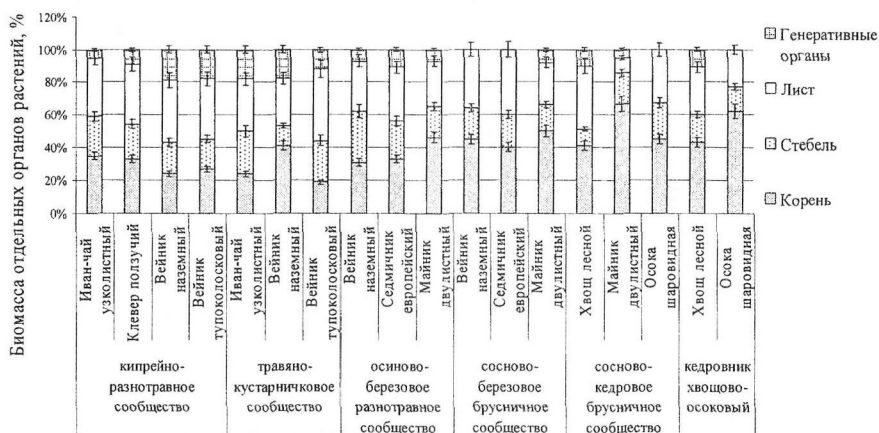 Биомасса отдельных органов растений, %
120%
100%
80%
60%
40%
20%
0%
Генеративные
органы
Лист
Стебель
Корень
Иван-чай
узколистный
Клевер ползучий
Вейник
наземный
Вейник
тупоколосковый
Иван-чай
узколистный
Вейник
наземный
Вейник
тупоколосковый
Вейник
наземный
Седмичник
европейский
Майник
двулистный
Вейник
наземный
Седмичник
европейский
Майник
двулистный
Хвощ лесной
Майник
двулистный
Осока
шаровидная
Хвощ лесной
Осока
шаровидная
кипрейно-
разнотравное
сообщество
травяно-
кустарничковое
сообщество
осиново-
березовое
разнотравное
сообщество
сосново-
березовое
брусничное
сообщество
сосново-
кедровое
брусничное
сообщество
кедровник
хвощово-
осоковый